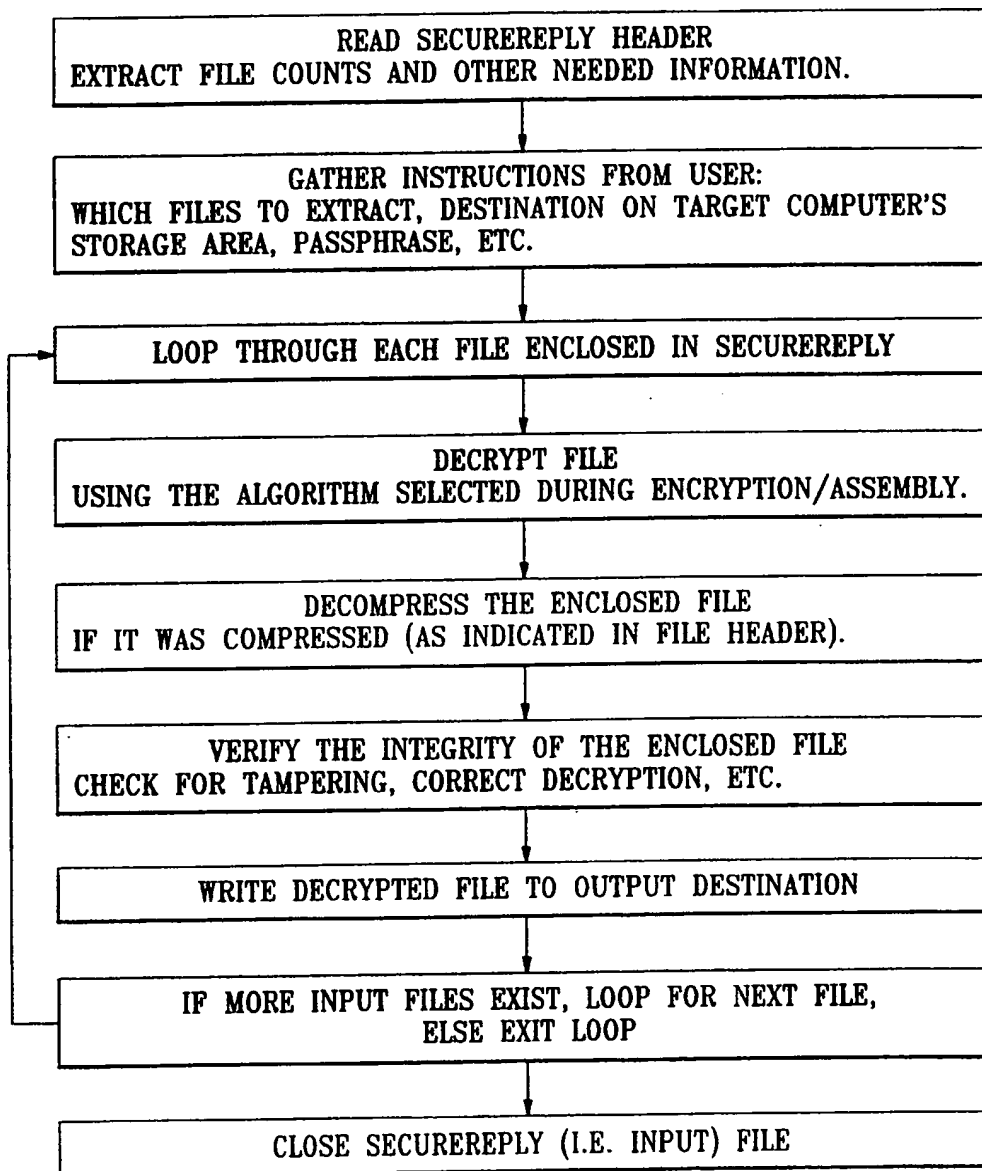 READ SECUREREPLY HEADER
EXTRACT FILE COUNTS AND OTHER NEEDED INFORMATION.
GATHER INSTRUCTIONS FROM USER:
WHICH FILES TO EXTRACT, DESTINATION ON TARGET COMPUTER'S
STORAGE AREA, PASSPHRASE, ETC.
LOOP THROUGH EACH FILE ENCLOSED IN SECUREREPLY
DECRYPT FILE
USING THE ALGORITHM SELECTED DURING ENCRYPTION/ASSEMBLY.
DECOMPRESS THE ENCLOSED FILE
IF IT WAS COMPRESSED (AS INDICATED IN FILE HEADER).
VERIFY THE INTEGRITY OF THE ENCLOSED FILE
CHECK FOR TAMPERING, CORRECT DECRYPTION, ETC.
WRITE DECRYPTED FILE TO OUTPUT DESTINATION
IF MORE INPUT FILES EXIST, LOOP FOR NEXT FILE,
ELSE EXIT LOOP
CLOSE SECUREREPLY (I.E. INPUT) FILE